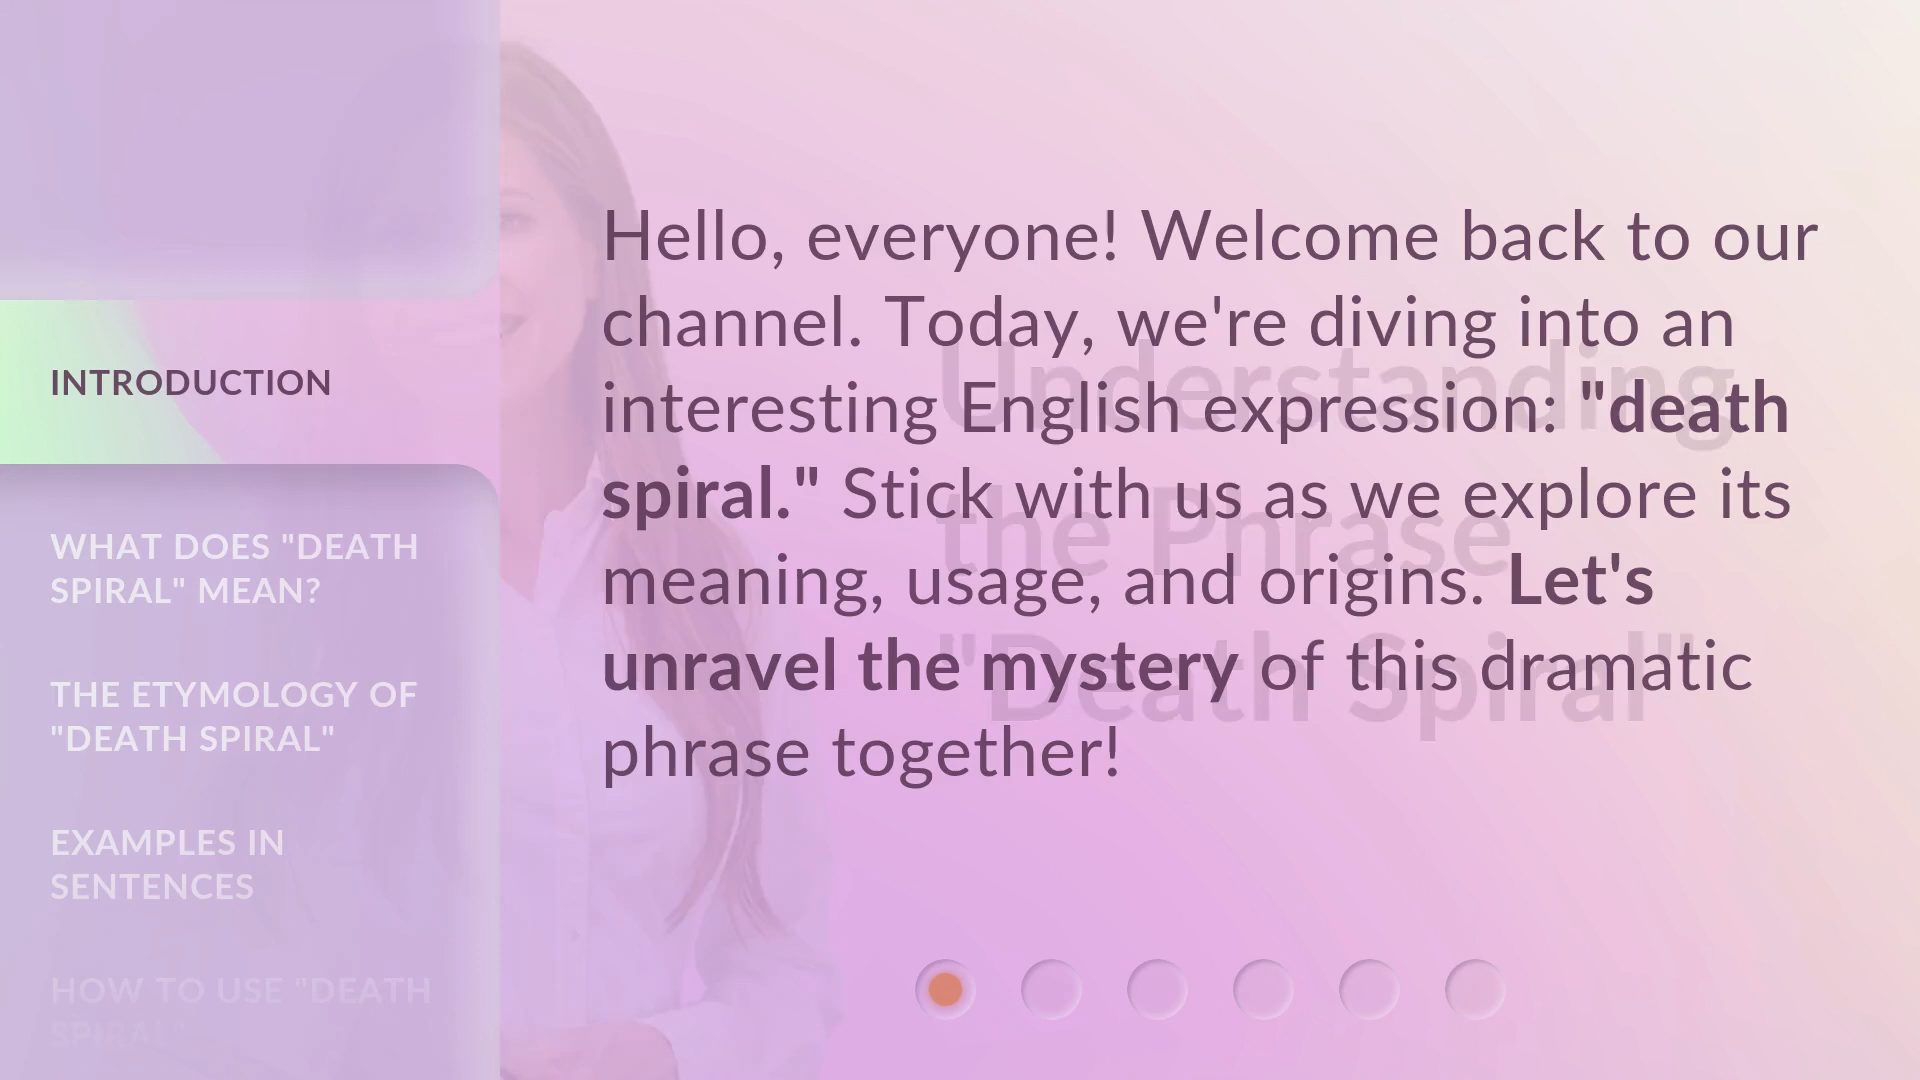 INTRODUCTION
WHAT DOES "DEATH
SPIRAL" MEAN?
THE ETYMOLOGY OF
"DEATH SPIRAL"
EXAMPLES IN
SENTENCES
HOW TO USE "DEATH
SPIRAL"
Hello, everyone! Welcome back to our
channel. Today, we're diving into an
interesting English expression: "death
spiral." Stick with us as we explore its
meaning, usage, and origins. Let's
unravel the mystery of this dramatic
phrase together!
Understanding
the Phrase
"Death Spiral"